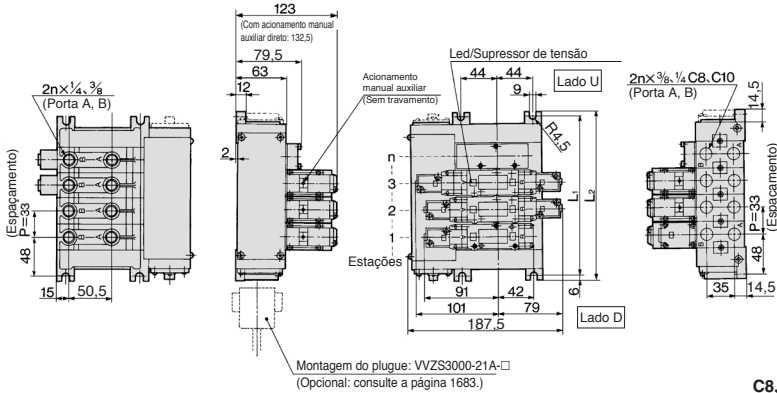 123
(Com acionamento manual
auxiliar direto: 132,5)
79,5
63
12
2
2n×¼、⅜
(Porta A, B)
B
A
B
A
B
A
B
A
(Espaçamento)
P=33
48
15
50,5
Acionamento
manual auxiliar
(Sem travamento)
Led/Supressor de tensão
44
44
Lado U
9
R4,5
n
3
2
1
Estações
L1
L2
6
91
42
101
79
187,5
Lado D
2n×⅜、¼ C8、C10
(Porta A, B)
14,5
A
B
A
B
(Espaçamento)
P=33
48
35
14,5
Montagem do plugue: VVZS3000-21A-□
(Opcional: consulte a página 1683.)
C8、